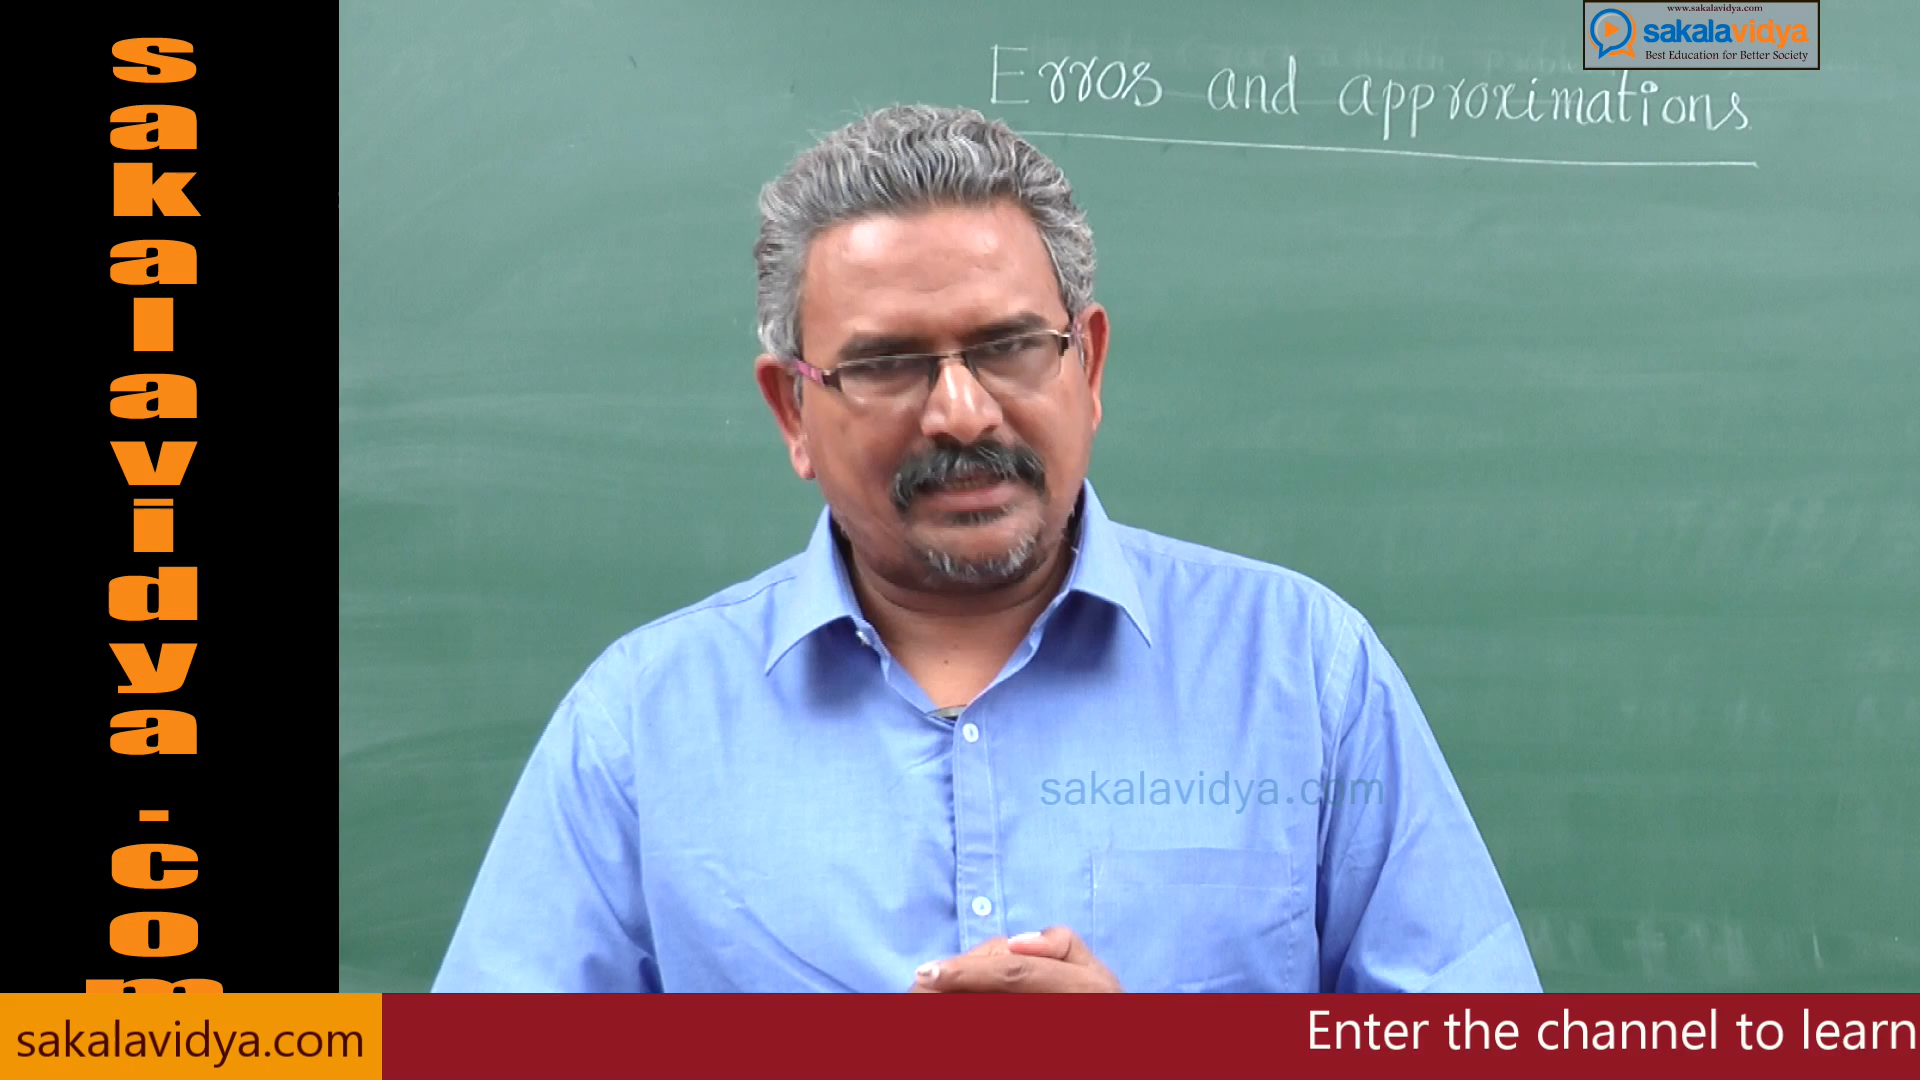 sakalavidya.com
www.sakalavidya.com
sakalavidya
Best Education for Better Society
Erros and approximations
sakalavidya.com
sakalavidya.com
Enter the channel to learn